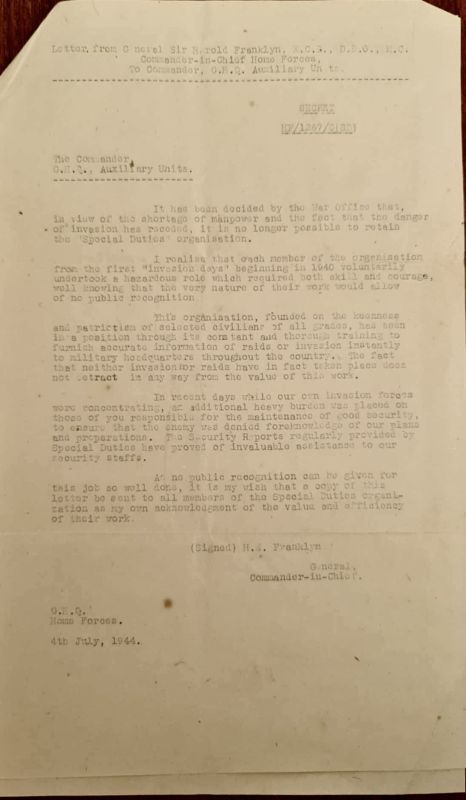 Letter from General Sir Harold Franklyn, K.C.B., D.S.O., M.C.
Commander-in-Chief Home Forces,
To Commander, G.H.Q. Auxiliary Units.
SECRET
The Commander,
G.H.Q., Auxiliary Units.
It has been decided by the War Office that,
in view of the shortage of manpower and the fact that the danger
of invasion has receded, it is no longer possible to retain
the 'Special Duties' organisation.
I realise that each member of the organisation
from the first "invasion days" beginning in 1940 voluntarily
undertook a hazardous role which required both skill and courage,
well knowing that the very nature of their work would allow
of no public recognition
This organisation, founded on the keenness
and patriotism of selected civilians of all grades, has been
in a position through its constant and thorough training to
furnish accurate information of raids or invasion instantly
to military headquarters throughout the country. The fact
that neither invasion or raids have in fact taken place does
not detract in any way from the value of this work.
In recent days while our own invasion forces
were concentrating, an additional heavy burden was placed on
those of you responsible for the maintenance of good security,
to ensure that the enemy was denied foreknowledge of our plans
and preparations. The Security Reports regularly provided by
Special Duties have proved of invaluable assistance to our
security staffs.
As no public recognition can be given for
this job so well done, it is my wish that a copy of this
letter be sent to all members of the Special Duties organi-
zation as my own acknowledgment of the value and efficiency
of their work.
(Signed) H.E. Franklyn
General,
Commander-in-Chief.
G.H.Q.
Home Forces.
4th July, 1944.